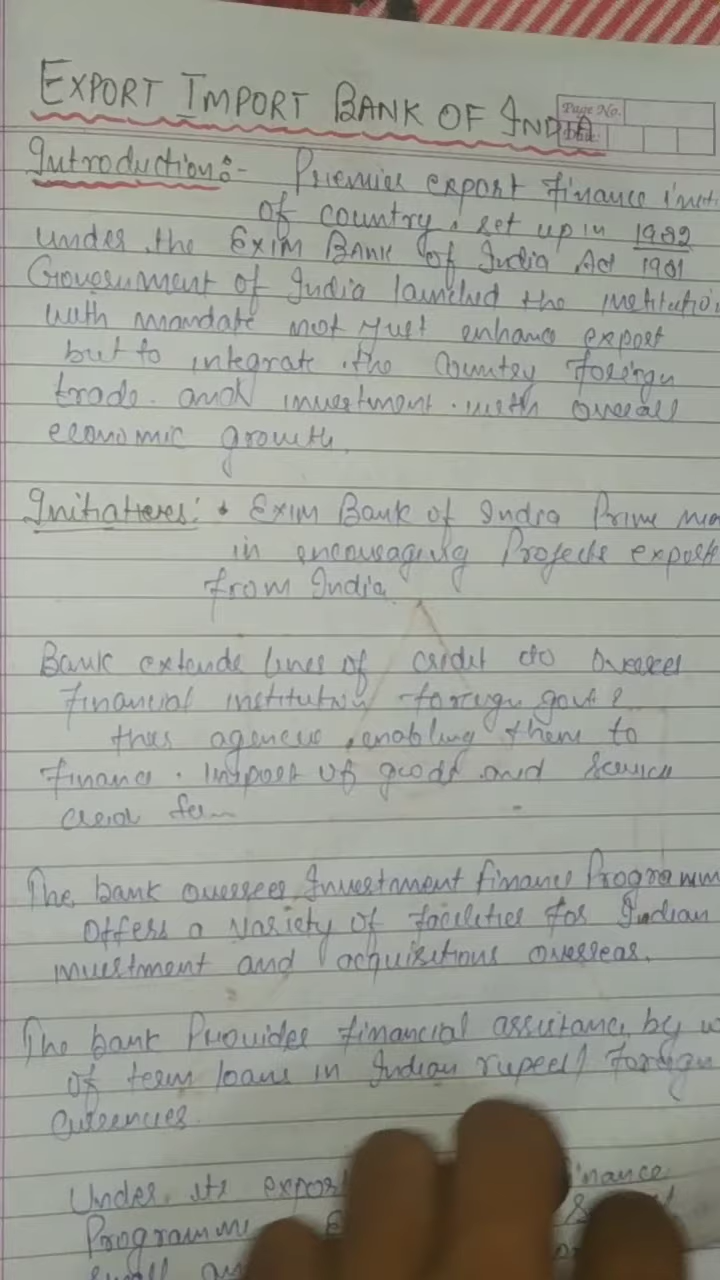 EXPORT IMPORT BANK OF INDIA
Page No.
Introduction:- Premier export finance
of country, set up in 1982
under the EXIM BANK of India Act 1981
Government of India launched the institution
with mandate not just enhance export
but to integrate the Country foreign
trade and investment with overall
economic growth.
Initiatives: EXIM Bank of India Prime
in encouraging Projects export
from India
Bank extends lines of credit to
financial institution foreign govt &
thus agencies, enabling them to
finance import of goods and service
The bank overseas Investment finance Programm
offers a variety of facilities for Indian
investment and acquisitions overseas.
The bank Provides financial assistance by
of term loans in Indian rupees/ foreign
currencies.
Under its export finance
Programme &
small